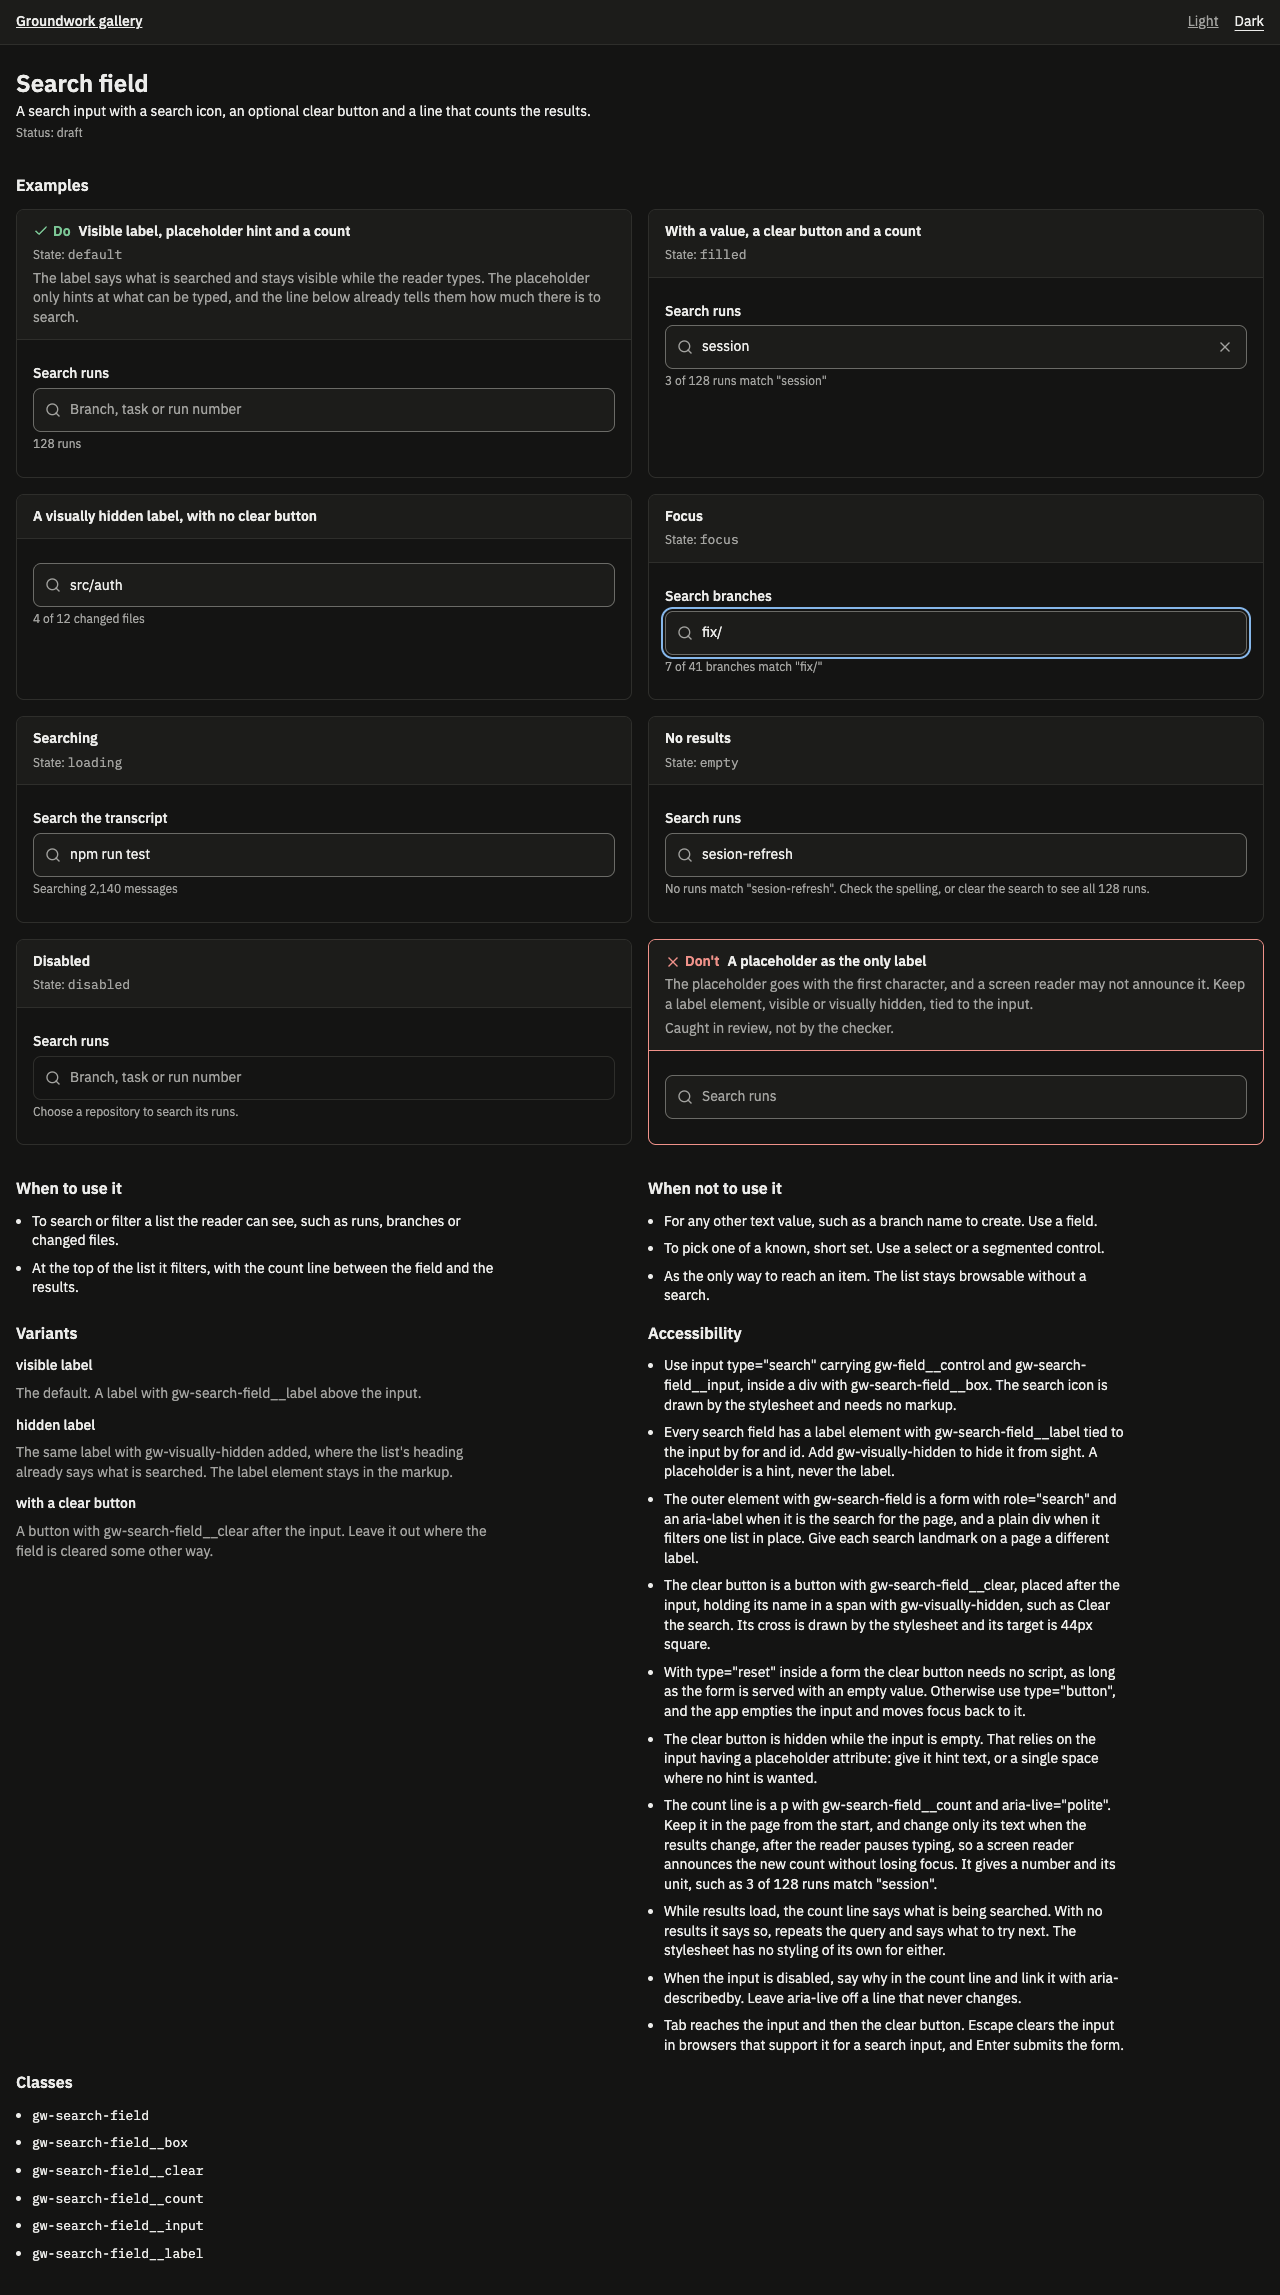 Groundwork gallery
Light Dark
Search field
A search input with a search icon, an optional clear button and a line that counts the results.
Status: draft
Examples
Do Visible label, placeholder hint and a count
State: default
The label says what is searched and stays visible while the reader types. The placeholder
only hints at what can be typed, and the line below already tells them how much there is to
search.
Search runs
Branch, task or run number
128 runs
With a value, a clear button and a count
State: filled
Search runs
session
3 of 128 runs match "session"
A visually hidden label, with no clear button
src/auth
4 of 12 changed files
Focus
State: focus
Search branches
fix/
7 of 41 branches match "fix/"
Searching
State: loading
Search the transcript
npm run test
Searching 2,140 messages
No results
State: empty
Search runs
sesion-refresh
No runs match "sesion-refresh". Check the spelling, or clear the search to see all 128 runs.
Disabled
State: disabled
Search runs
Branch, task or run number
Choose a repository to search its runs.
Don't A placeholder as the only label
The placeholder goes with the first character, and a screen reader may not announce it. Keep
a label element, visible or visually hidden, tied to the input.
Caught in review, not by the checker.
Search runs
When to use it
To search or filter a list the reader can see, such as runs, branches or
changed files.
At the top of the list it filters, with the count line between the field and the
results.
When not to use it
For any other text value, such as a branch name to create. Use a field.
To pick one of a known, short set. Use a select or a segmented control.
As the only way to reach an item. The list stays browsable without a
search.
Variants
visible label
The default. A label with gw-search-field__label above the input.
hidden label
The same label with gw-visually-hidden added, where the list's heading
already says what is searched. The label element stays in the markup.
with a clear button
A button with gw-search-field__clear after the input. Leave it out where the
field is cleared some other way.
Accessibility
Use input type="search" carrying gw-field__control and gw-search-
field__input, inside a div with gw-search-field__box. The search icon is
drawn by the stylesheet and needs no markup.
Every search field has a label element with gw-search-field__label tied to
the input by for and id. Add gw-visually-hidden to hide it from sight. A
placeholder is a hint, never the label.
The outer element with gw-search-field is a form with role="search" and
an aria-label when it is the search for the page, and a plain div when it
filters one list in place. Give each search landmark on a page a different
label.
The clear button is a button with gw-search-field__clear, placed after the
input, holding its name in a span with gw-visually-hidden, such as Clear
the search. Its cross is drawn by the stylesheet and its target is 44px
square.
With type="reset" inside a form the clear button needs no script, as long
as the form is served with an empty value. Otherwise use type="button",
and the app empties the input and moves focus back to it.
The clear button is hidden while the input is empty. That relies on the
input having a placeholder attribute: give it hint text, or a single space
where no hint is wanted.
The count line is a p with gw-search-field__count and aria-live="polite".
Keep it in the page from the start, and change only its text when the
results change, after the reader pauses typing, so a screen reader
announces the new count without losing focus. It gives a number and its
unit, such as 3 of 128 runs match "session".
While results load, the count line says what is being searched. With no
results it says so, repeats the query and says what to try next. The
stylesheet has no styling of its own for either.
When the input is disabled, say why in the count line and link it with aria-
describedby. Leave aria-live off a line that never changes.
Tab reaches the input and then the clear button. Escape clears the input
in browsers that support it for a search input, and Enter submits the form.
Classes
gw-search-field
gw-search-field__box
gw-search-field__clear
gw-search-field__count
gw-search-field__input
gw-search-field__label